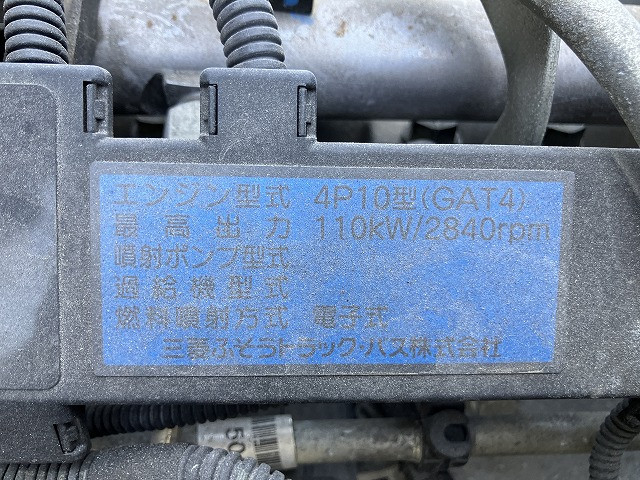 エンジン型式 4P10型(GAT4)
最高出力 110kW/2840rpm
噴射ポンプ型式
過給機型式
燃料噴射方式 電子式
三菱ふそうトラック・バス株式会社
50